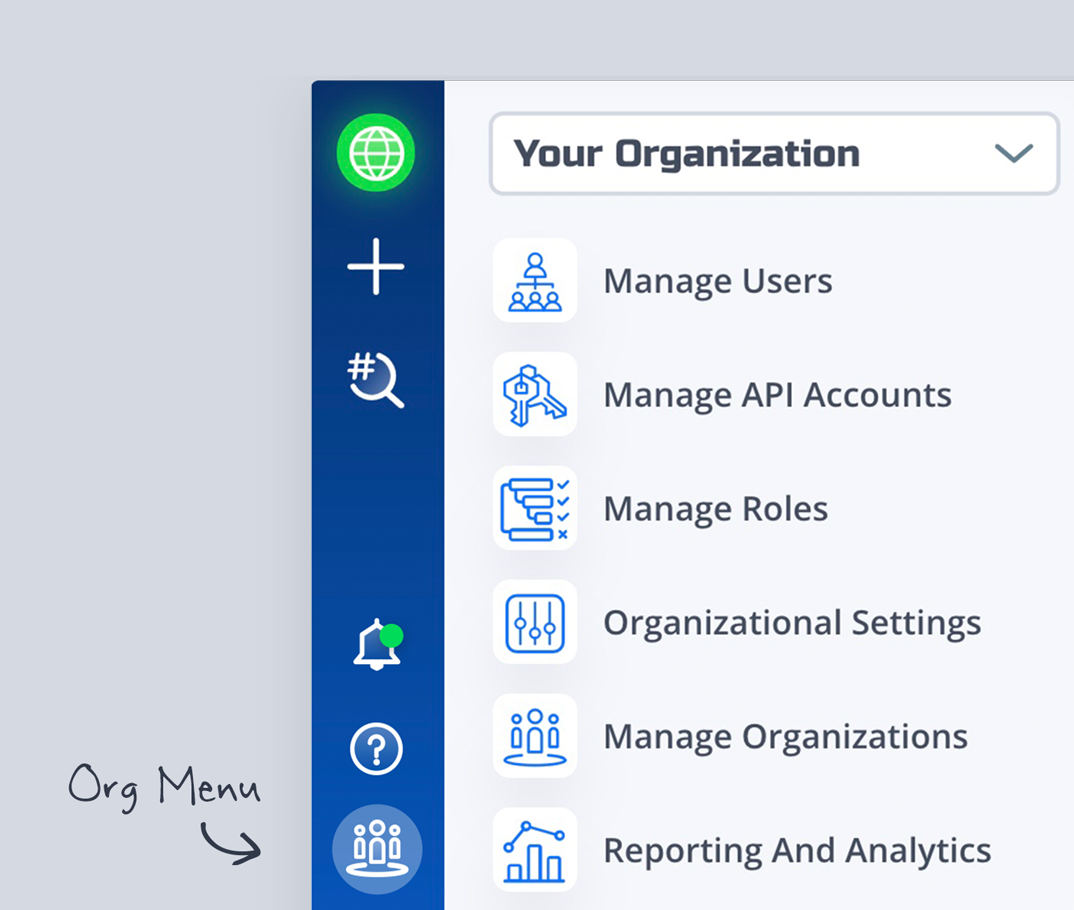 Your Organization
Manage Users
#
Manage API Accounts
Manage Roles
Organizational Settings
?
Manage Organizations
Org Menu
Reporting And Analytics